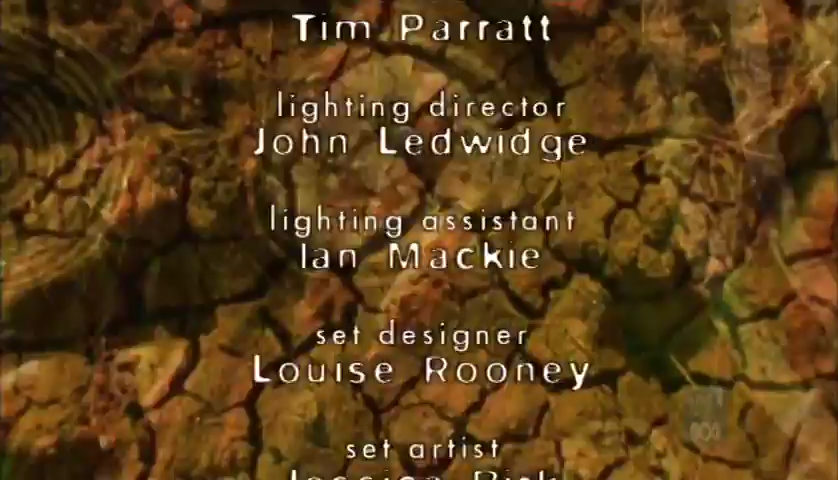 Tim Parratt
lighting director
John Ledwidge
lighting assistant
Ian Mackie
set designer
Louise Rooney
set artist